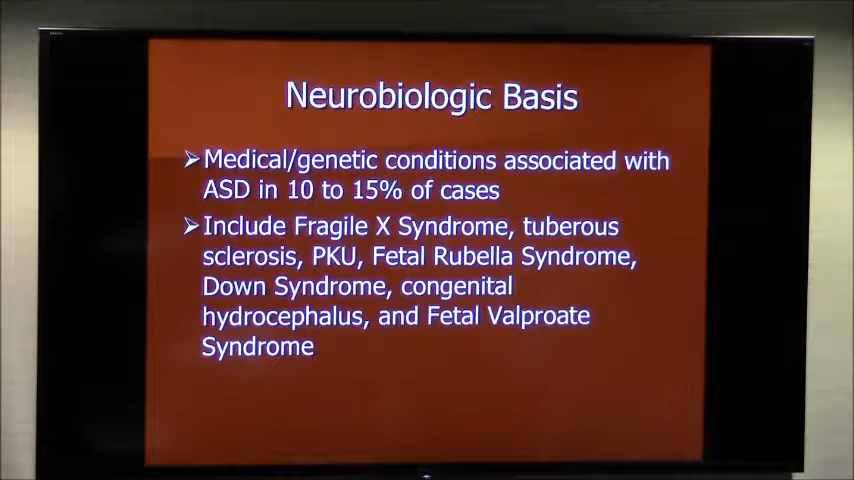 Neurobiologic Basis
➢Medical/genetic conditions associated with
ASD in 10 to 15% of cases
➢Include Fragile X Syndrome, tuberous
sclerosis, PKU, Fetal Rubella Syndrome,
Down Syndrome, congenital
hydrocephalus, and Fetal Valproate
Syndrome